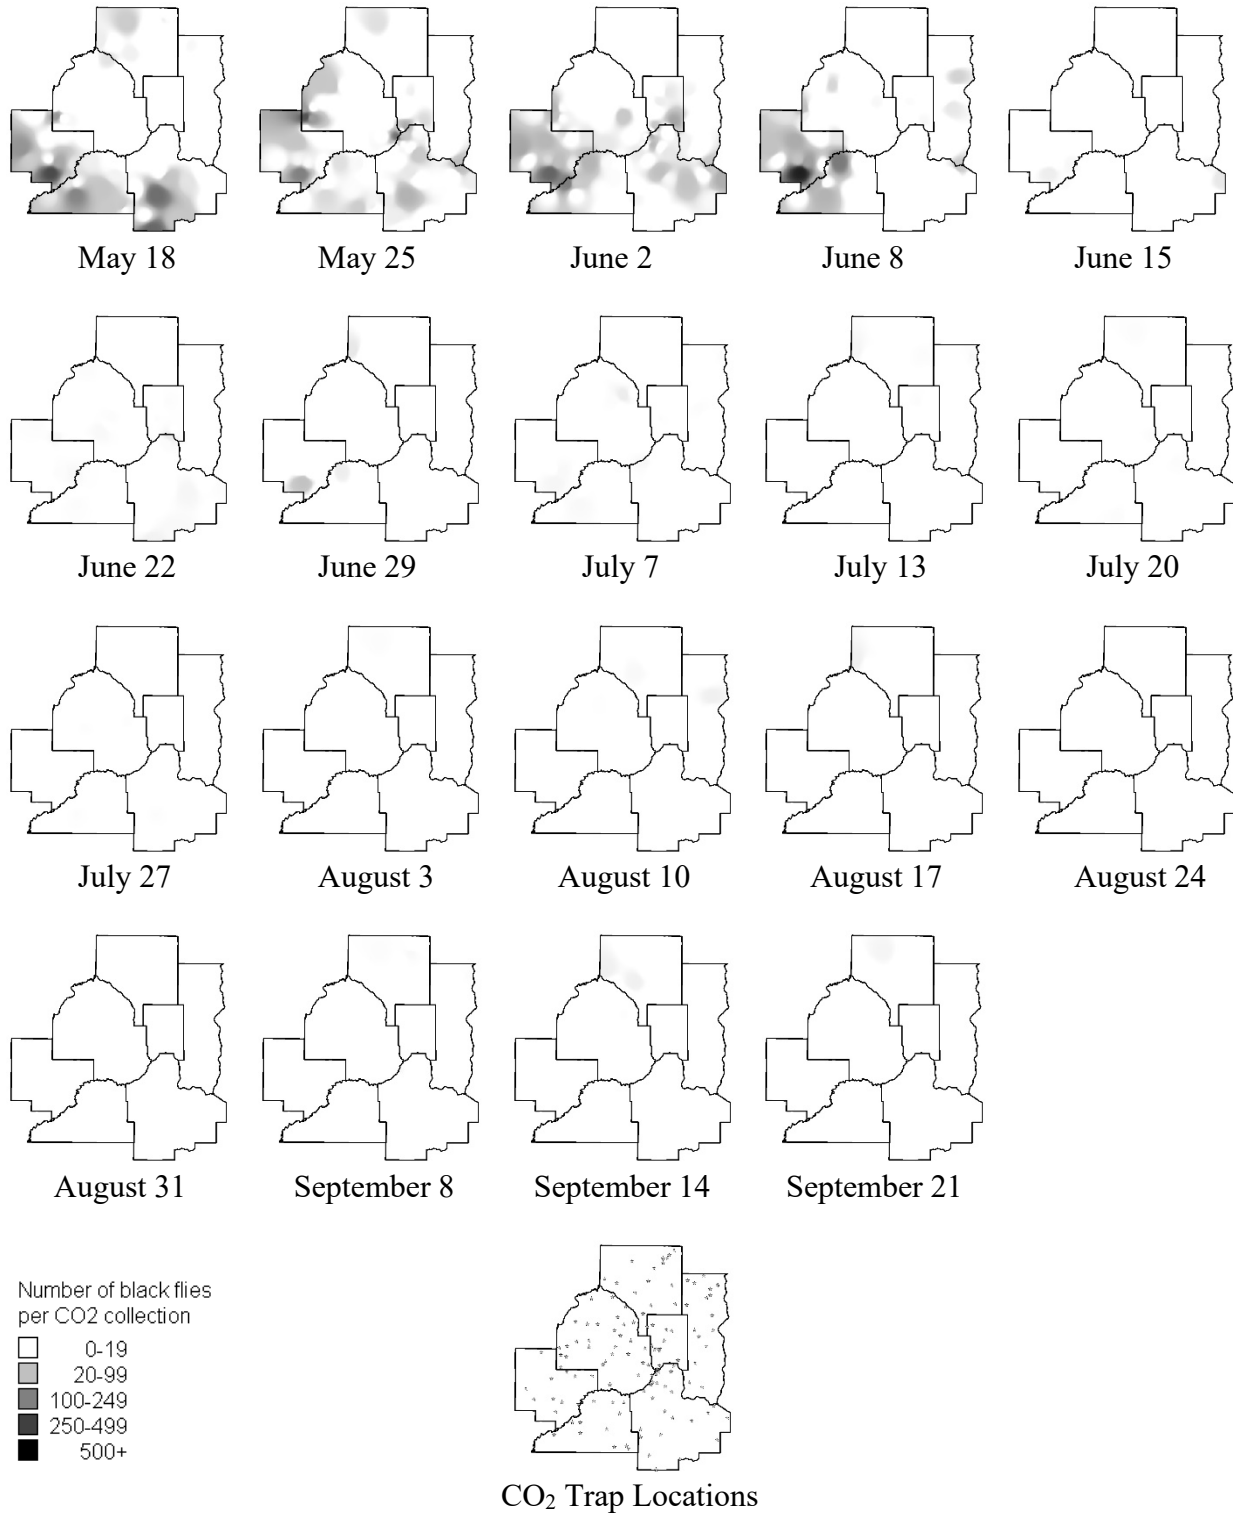 May 18
May 25
June 2
June 8
June 15
June 22
June 29
July 7
July 13
July 20
July 27
August 3
August 10
August 17
August 24
August 31
September 8
September 14
September 21
Number of black flies
per CO2 collection
0-19
20-99
100-249
250-499
500+
CO₂ Trap Locations